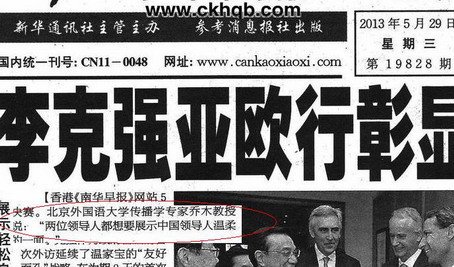 www.ckhqb.com
新华通讯社主管主办 参考消息报社出版
2013年5月29日
星期三
第19828期
国内统一刊号:CN11-0048 网址:www.cankaoxiaoxi.com
李克强亚欧行彰显
【香港《南华早报》网站5
决赛。北京外国语大学传播学专家乔木教授
说:“两位领导人都想要展示中国领导人温柔
的一面。”
次外访延续了温家宝的“友好
展示轻松